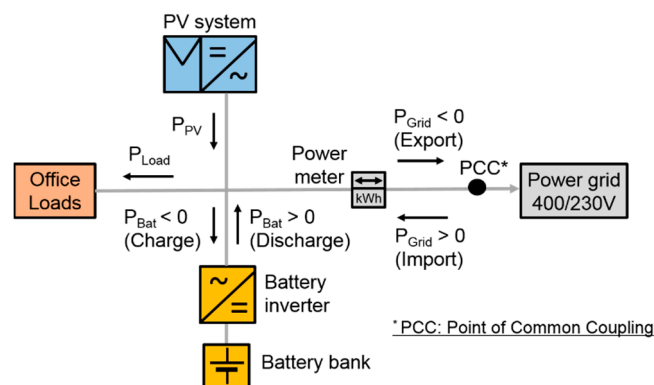 PV system
=
~
P_PV
P_Load
Office
Loads
Power
meter
kWh
P_Grid < 0
(Export)
PCC*
Power grid
400/230V
P_Bat < 0
(Charge)
P_Bat > 0
(Discharge)
P_Grid > 0
(Import)
~
=
Battery
inverter
*PCC: Point of Common Coupling
Battery bank